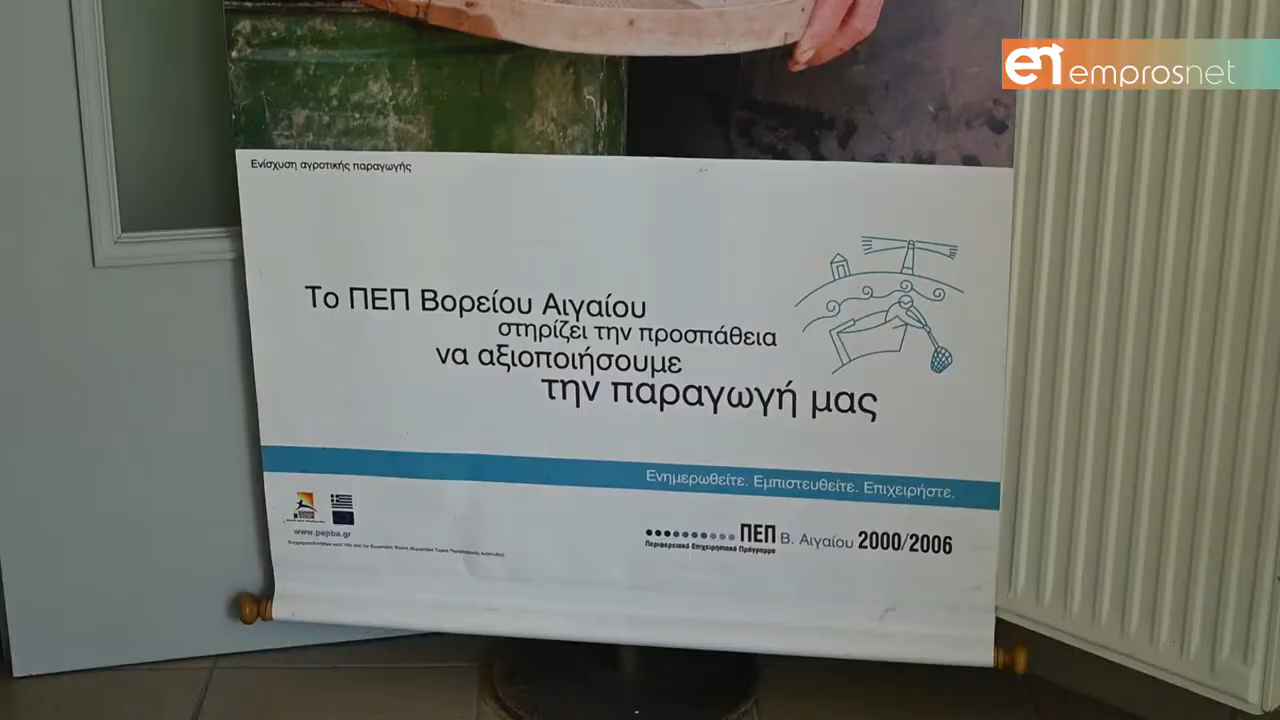 en emprosnet
Ενίσχυση αγροτικής παραγωγής
Το ΠΕΠ Βορείου Αιγαίου
στηρίζει την προσπάθεια
να αξιοποιήσουμε
την παραγωγή μας
Ενημερωθείτε. Εμπιστευθείτε. Επιχειρήστε.
www.pepba.gr
ΠΕΠ Β. Αιγαίου 2000/2006
Περιφερειακό Επιχειρησιακό Πρόγραμμα